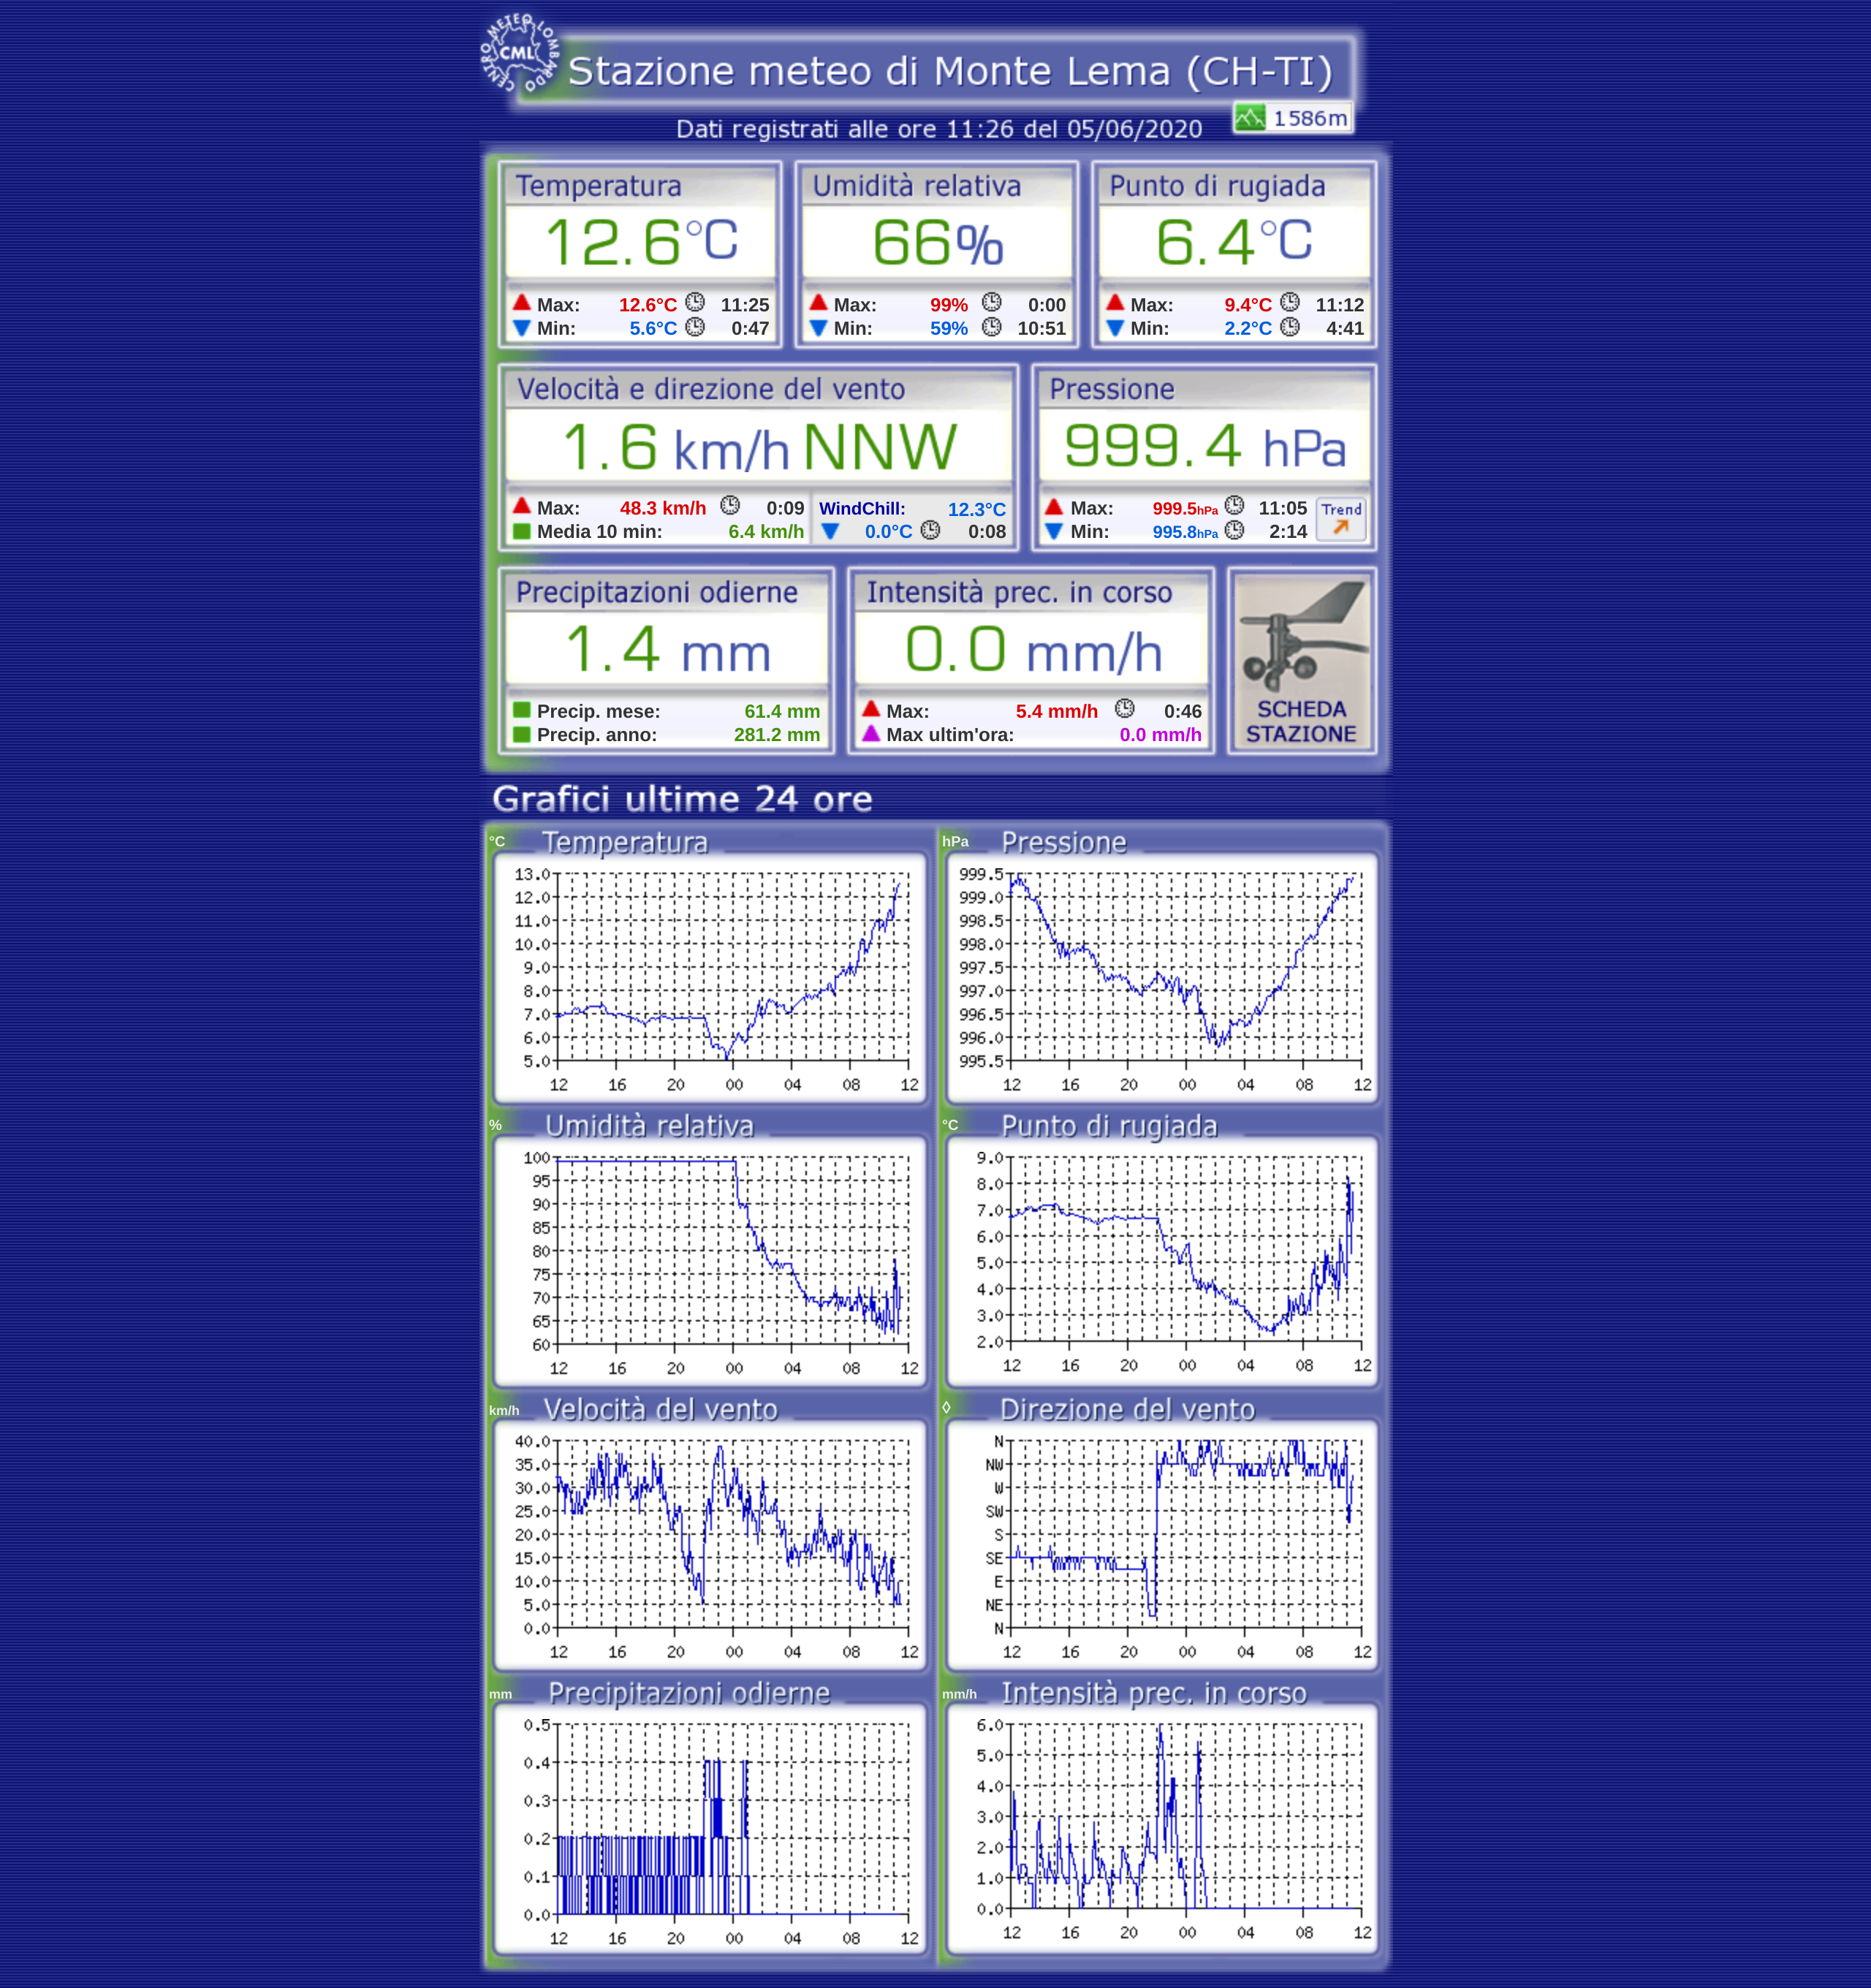 CENTRO METEO LOMBARDO
CML
Stazione meteo di Monte Lema (CH-TI)
1586m
Dati registrati alle ore 11:26 del 05/06/2020
Temperatura Umidità relativa Punto di rugiada
12.6°C 66% 6.4°C
Max: 12.6°C 11:25 Max: 99% 0:00 Max: 9.4°C 11:12
Min: 5.6°C 0:47 Min: 59% 10:51 Min: 2.2°C 4:41
Velocità e direzione del vento Pressione
1.6 km/h NNW 999.4 hPa
Max: 48.3 km/h 0:09 WindChill: 12.3°C Max: 999.5hPa 11:05 Trend
Media 10 min: 6.4 km/h 0.0°C 0:08 Min: 995.8hPa 2:14
Precipitazioni odierne Intensità prec. in corso
1.4 mm 0.0 mm/h
Precip. mese: 61.4 mm Max: 5.4 mm/h 0:46 SCHEDA
Precip. anno: 281.2 mm Max ultim'ora: 0.0 mm/h STAZIONE
Grafici ultime 24 ore
°C Temperatura
13.0
12.0
11.0
10.0
9.0
8.0
7.0
6.0
5.0
12 16 20 00 04 08 12
hPa Pressione
999.5
999.0
998.5
998.0
997.5
997.0
996.5
996.0
995.5
12 16 20 00 04 08 12
% Umidità relativa
100
95
90
85
80
75
70
65
60
12 16 20 00 04 08 12
°C Punto di rugiada
9.0
8.0
7.0
6.0
5.0
4.0
3.0
2.0
12 16 20 00 04 08 12
km/h Velocità del vento
40.0
35.0
30.0
25.0
20.0
15.0
10.0
5.0
0.0
12 16 20 00 04 08 12
◊ Direzione del vento
N
NW
W
SW
S
SE
E
NE
N
12 16 20 00 04 08 12
mm Precipitazioni odierne
0.5
0.4
0.3
0.2
0.1
0.0
12 16 20 00 04 08 12
mm/h Intensità prec. in corso
6.0
5.0
4.0
3.0
2.0
1.0
0.0
12 16 20 00 04 08 12